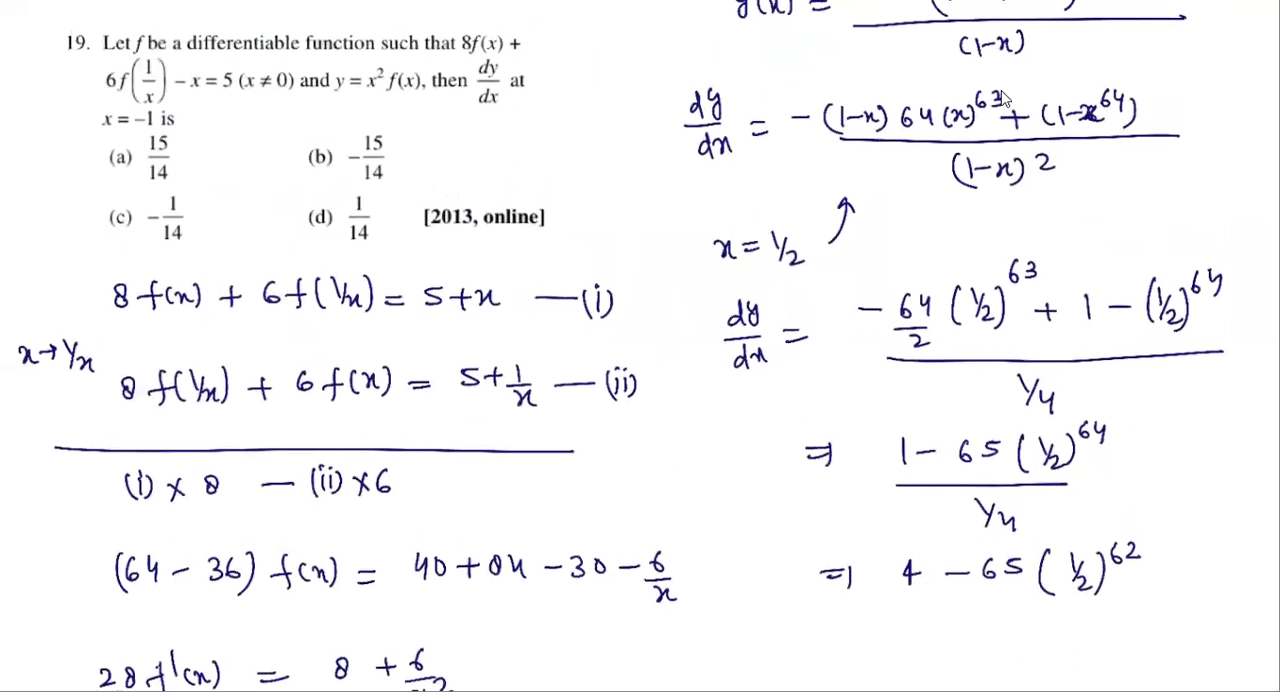 19. Let f be a differentiable function such that 8f(x) +
6f(1/x) − x = 5 (x ≠ 0) and y = x² f(x), then dy/dx at
x = −1 is
(a) 15/14 (b) −15/14
(c) −1/14 (d) 1/14 [2013, online]
8 f(x) + 6 f(1/x) = 5+x —(i)
x→1/x
8 f(1/x) + 6 f(x) = 5+1/x —(ii)
(i) × 8 — (ii) ×6
(64 − 36) f(x) = 40 + 8x − 30 − 6/x
28 f'(x) = 8 + 6/x²
(1-x)
dy/dx = −(1-x) 64 (x)^63 + (1-x^64) / (1-x)2
x = 1/2
dy/dx = −64/2 (1/2)^63 + 1 − (1/2)^64 / 1/4
⇒ 1 − 65 (1/2)^64 / 1/4
⇒ 4 − 65 (1/2)^62